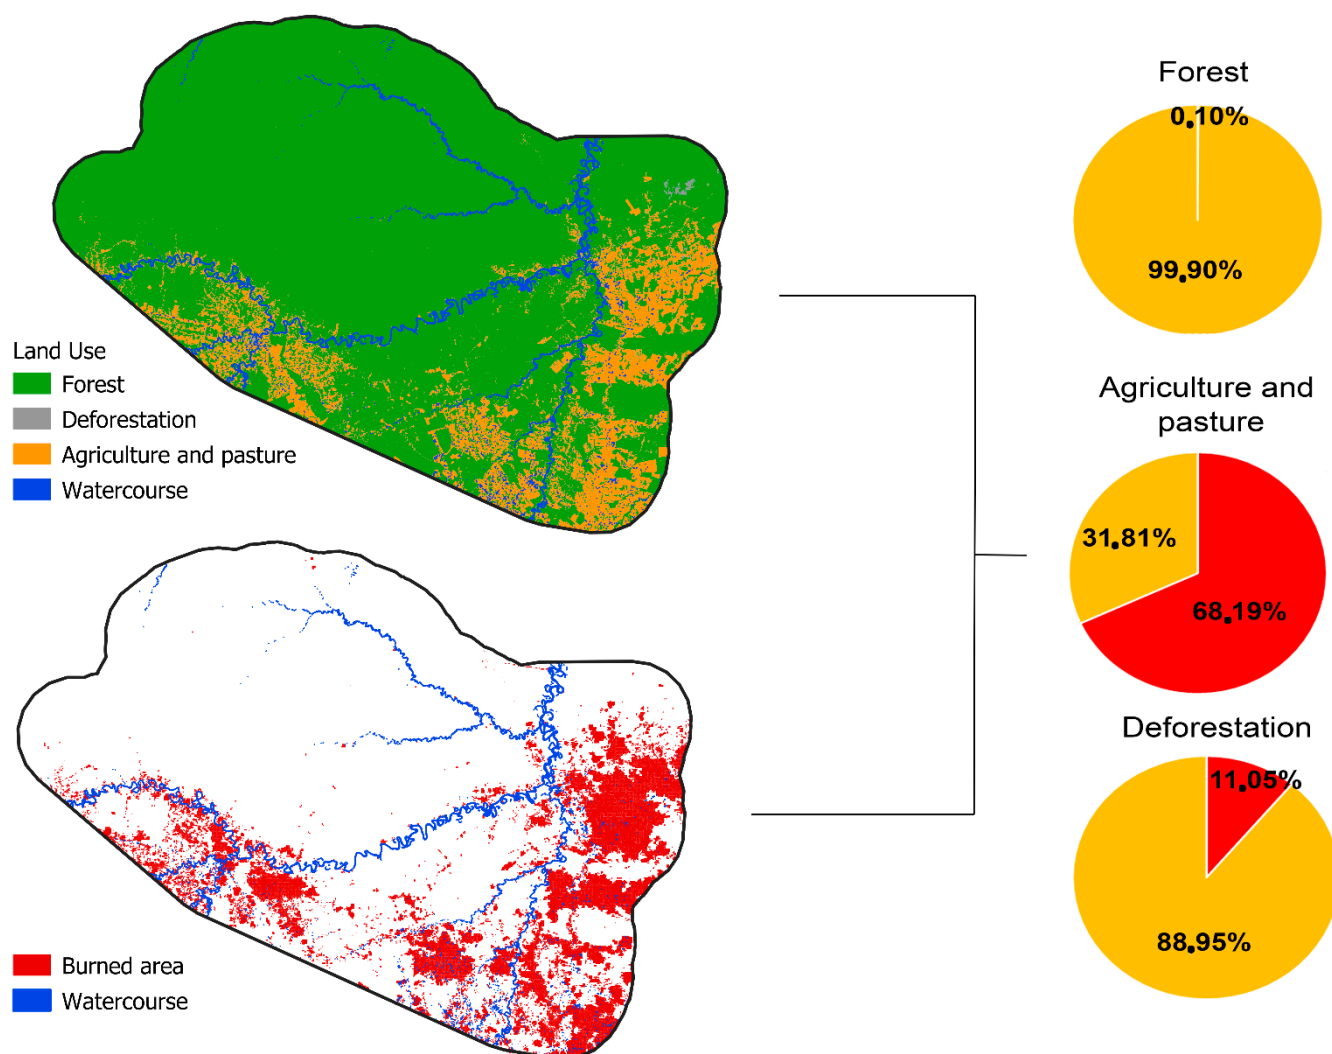 Land Use
Forest
Deforestation
Agriculture and pasture
Watercourse
Burned area
Watercourse
Forest
0.10%
99.90%
Agriculture and
pasture
31.81%
68.19%
Deforestation
11.05%
88.95%